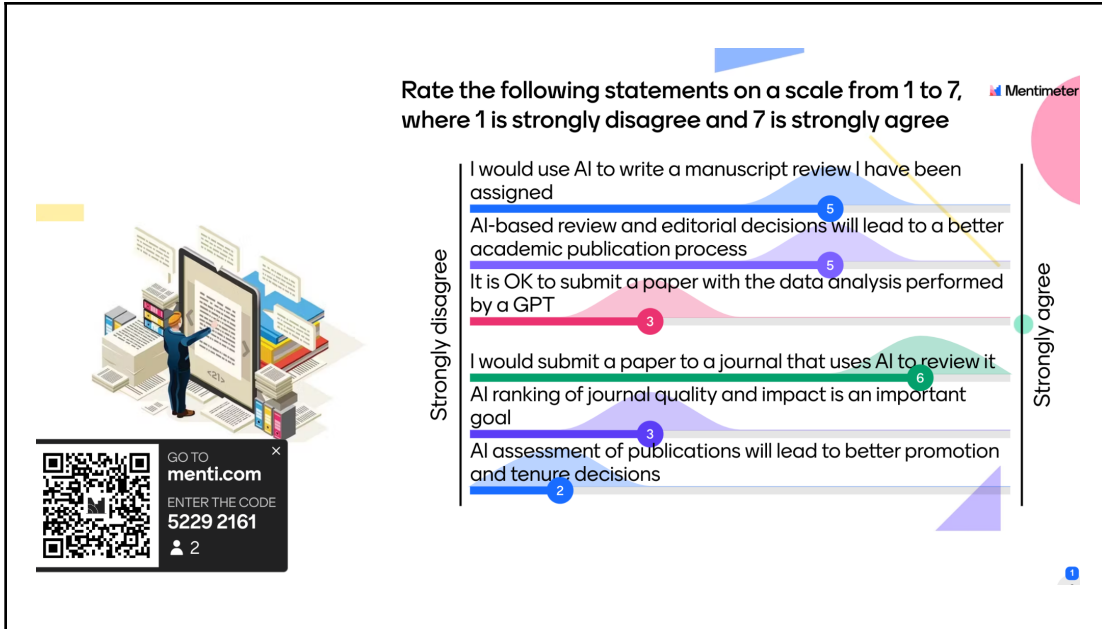 Rate the following statements on a scale from 1 to 7,
where 1 is strongly disagree and 7 is strongly agree
Mentimeter
Strongly disagree
I would use AI to write a manuscript review I have been
assigned
5
AI-based review and editorial decisions will lead to a better
academic publication process
5
It is OK to submit a paper with the data analysis performed
by a GPT
3
I would submit a paper to a journal that uses AI to review it
6
AI ranking of journal quality and impact is an important
goal
3
AI assessment of publications will lead to better promotion
and tenure decisions
2
Strongly agree
<21>
GO TO
menti.com
ENTER THE CODE
5229 2161
2
1